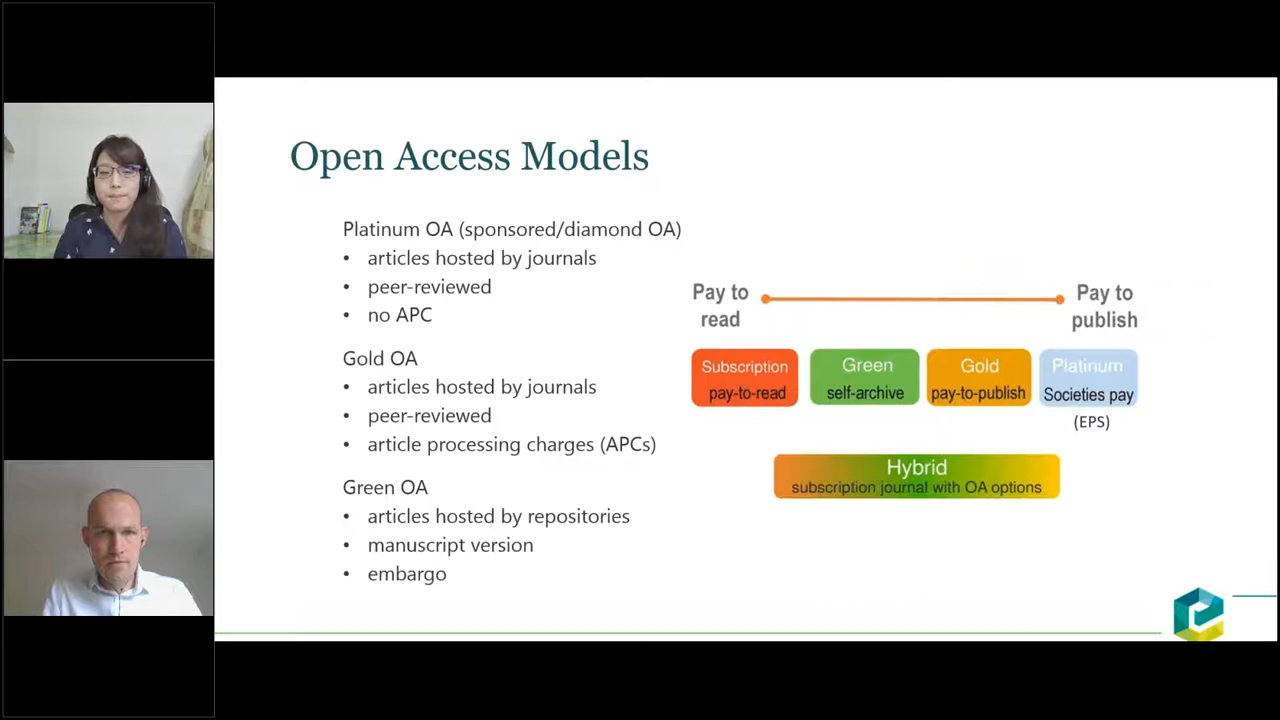 Open Access Models
Platinum OA (sponsored/diamond OA)
• articles hosted by journals
• peer-reviewed
• no APC
Gold OA
• articles hosted by journals
• peer-reviewed
• article processing charges (APCs)
Green OA
• articles hosted by repositories
• manuscript version
• embargo
Pay to
read
Pay to
publish
Subscription
pay-to-read
Green
self-archive
Gold
pay-to-publish
Platinum
Societies pay
(EPS)
Hybrid
subscription journal with OA options